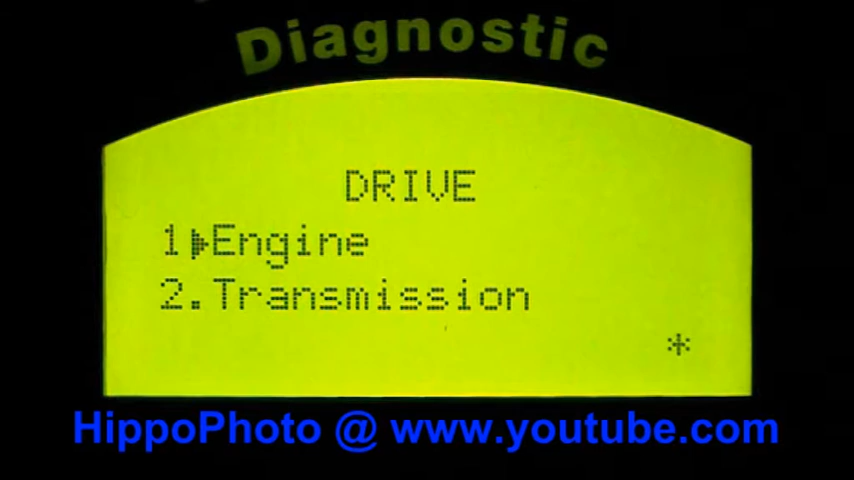 Diagnostic
DRIVE
1▸Engine
2.Transmission
*
HippoPhoto @ www.youtube.com